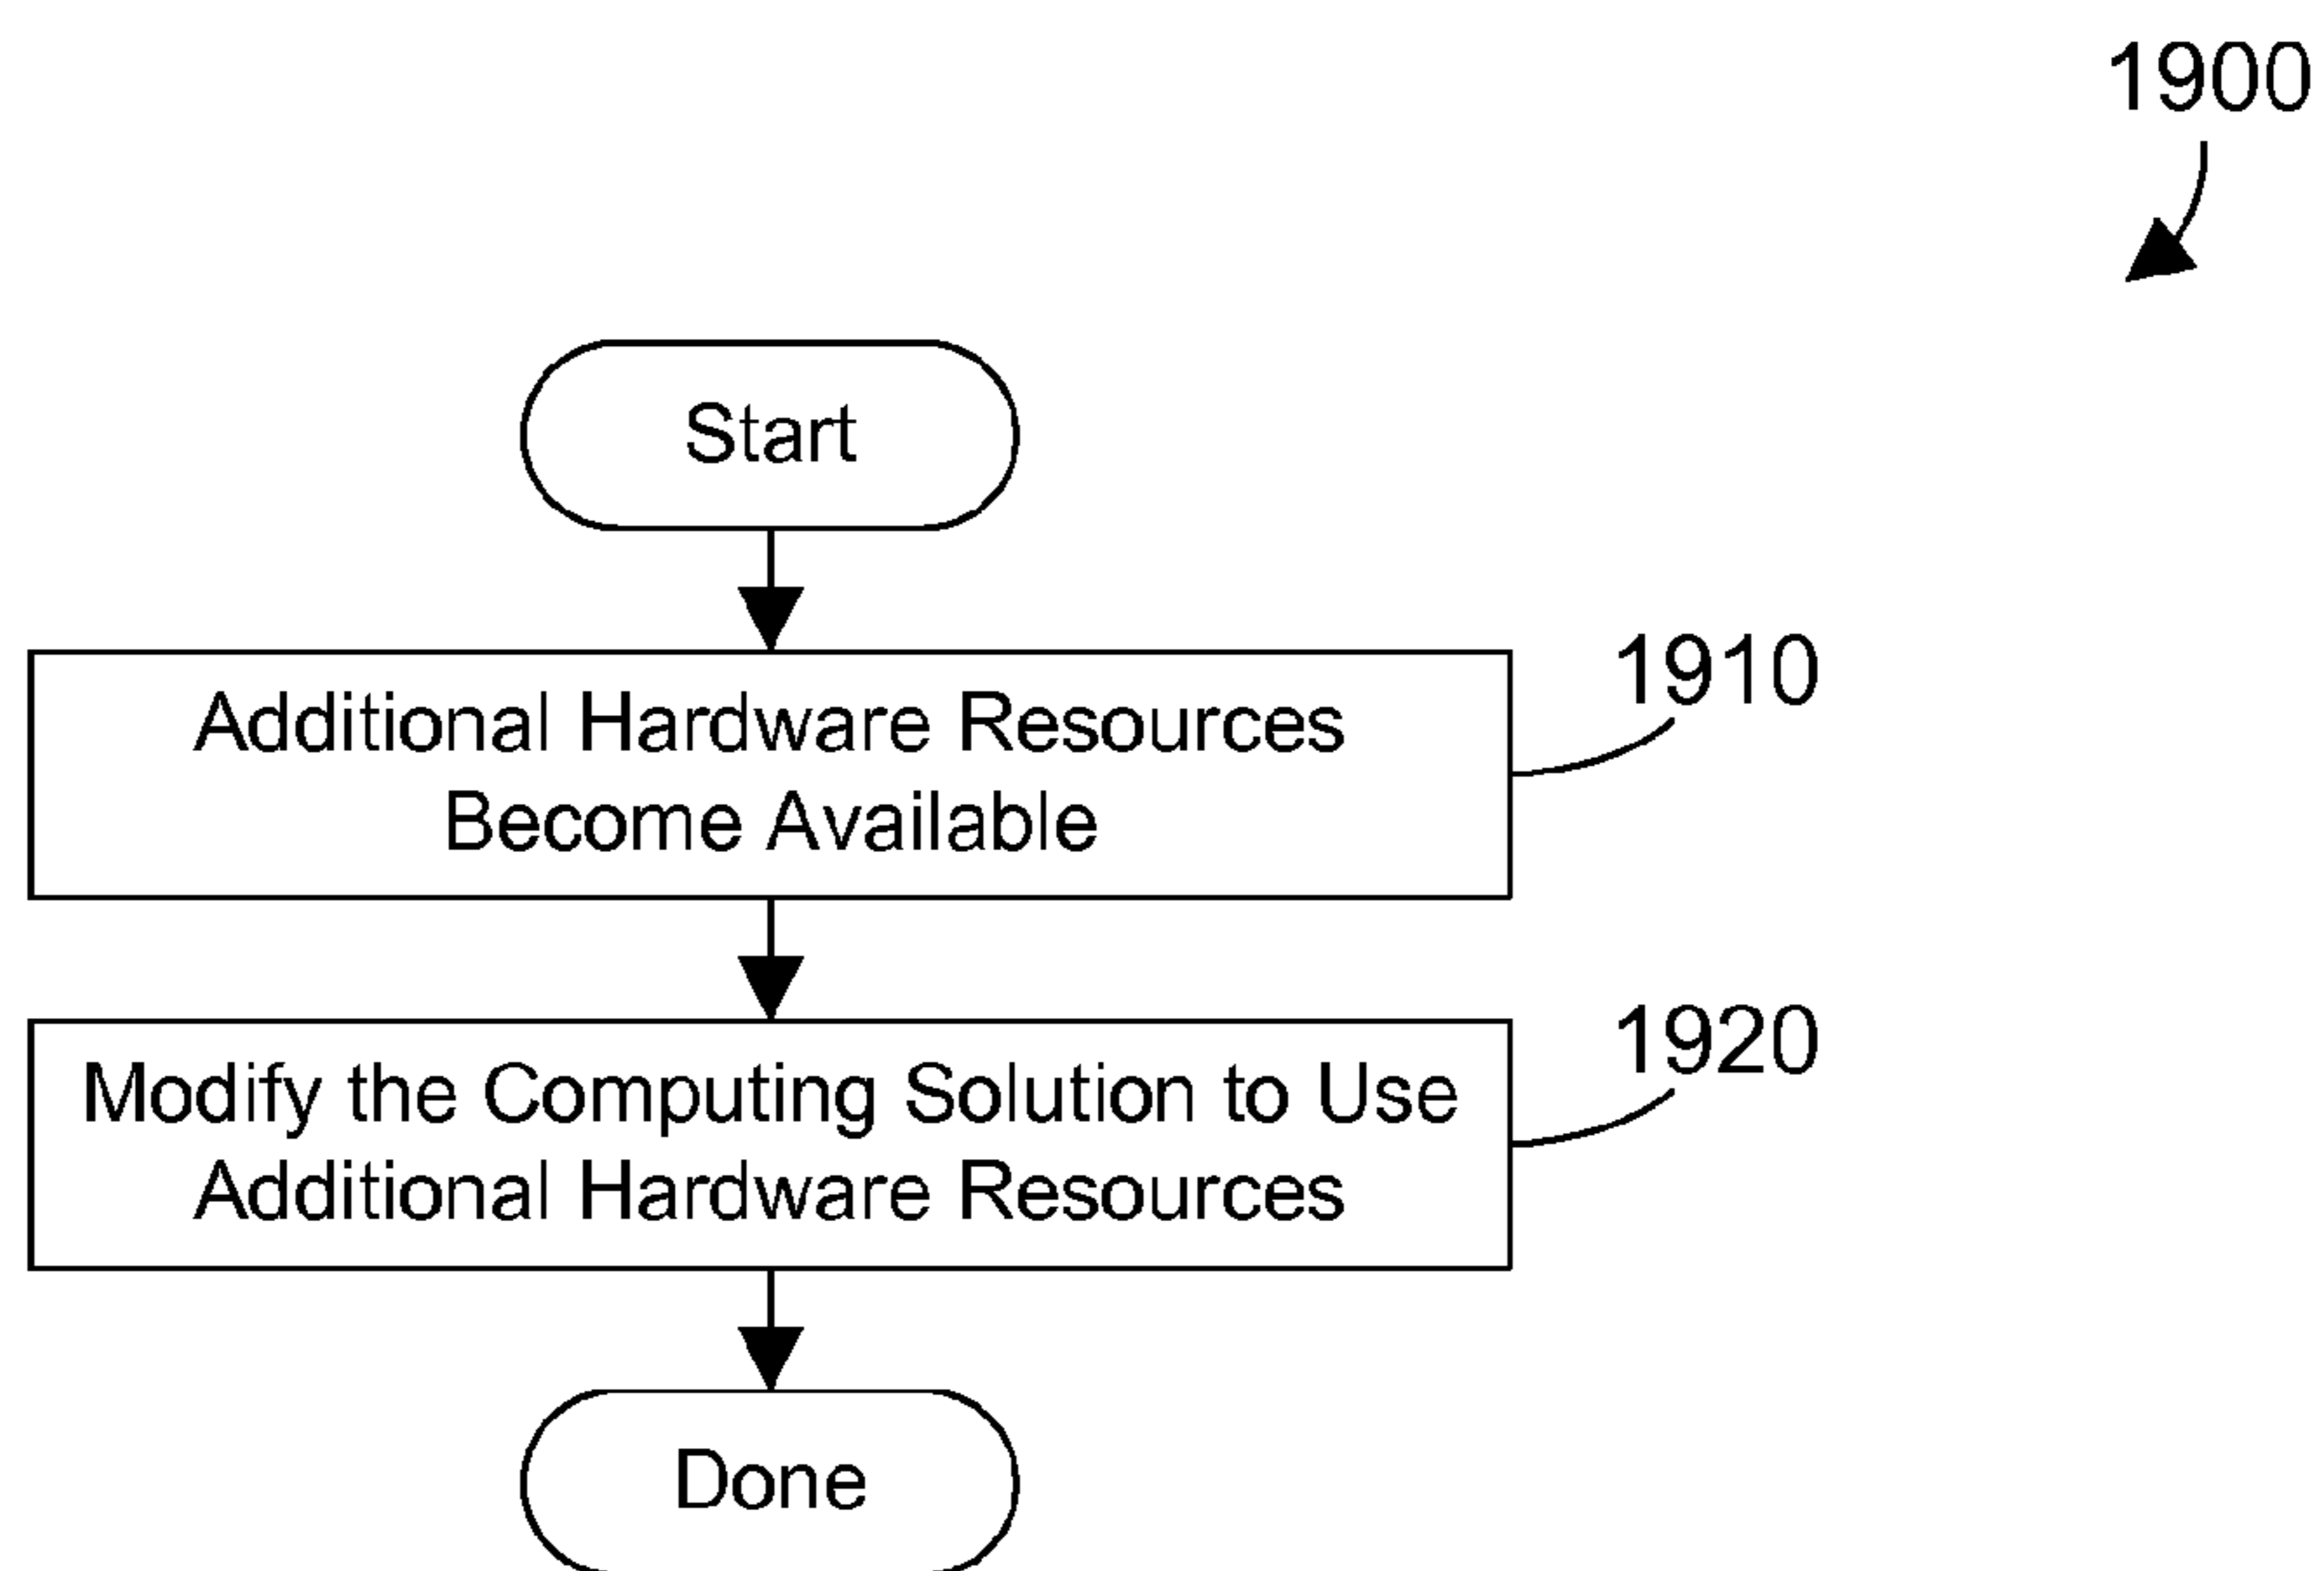 1900
Start
Additional Hardware Resources
Become Available
1910
Modify the Computing Solution to Use
Additional Hardware Resources
1920
Done